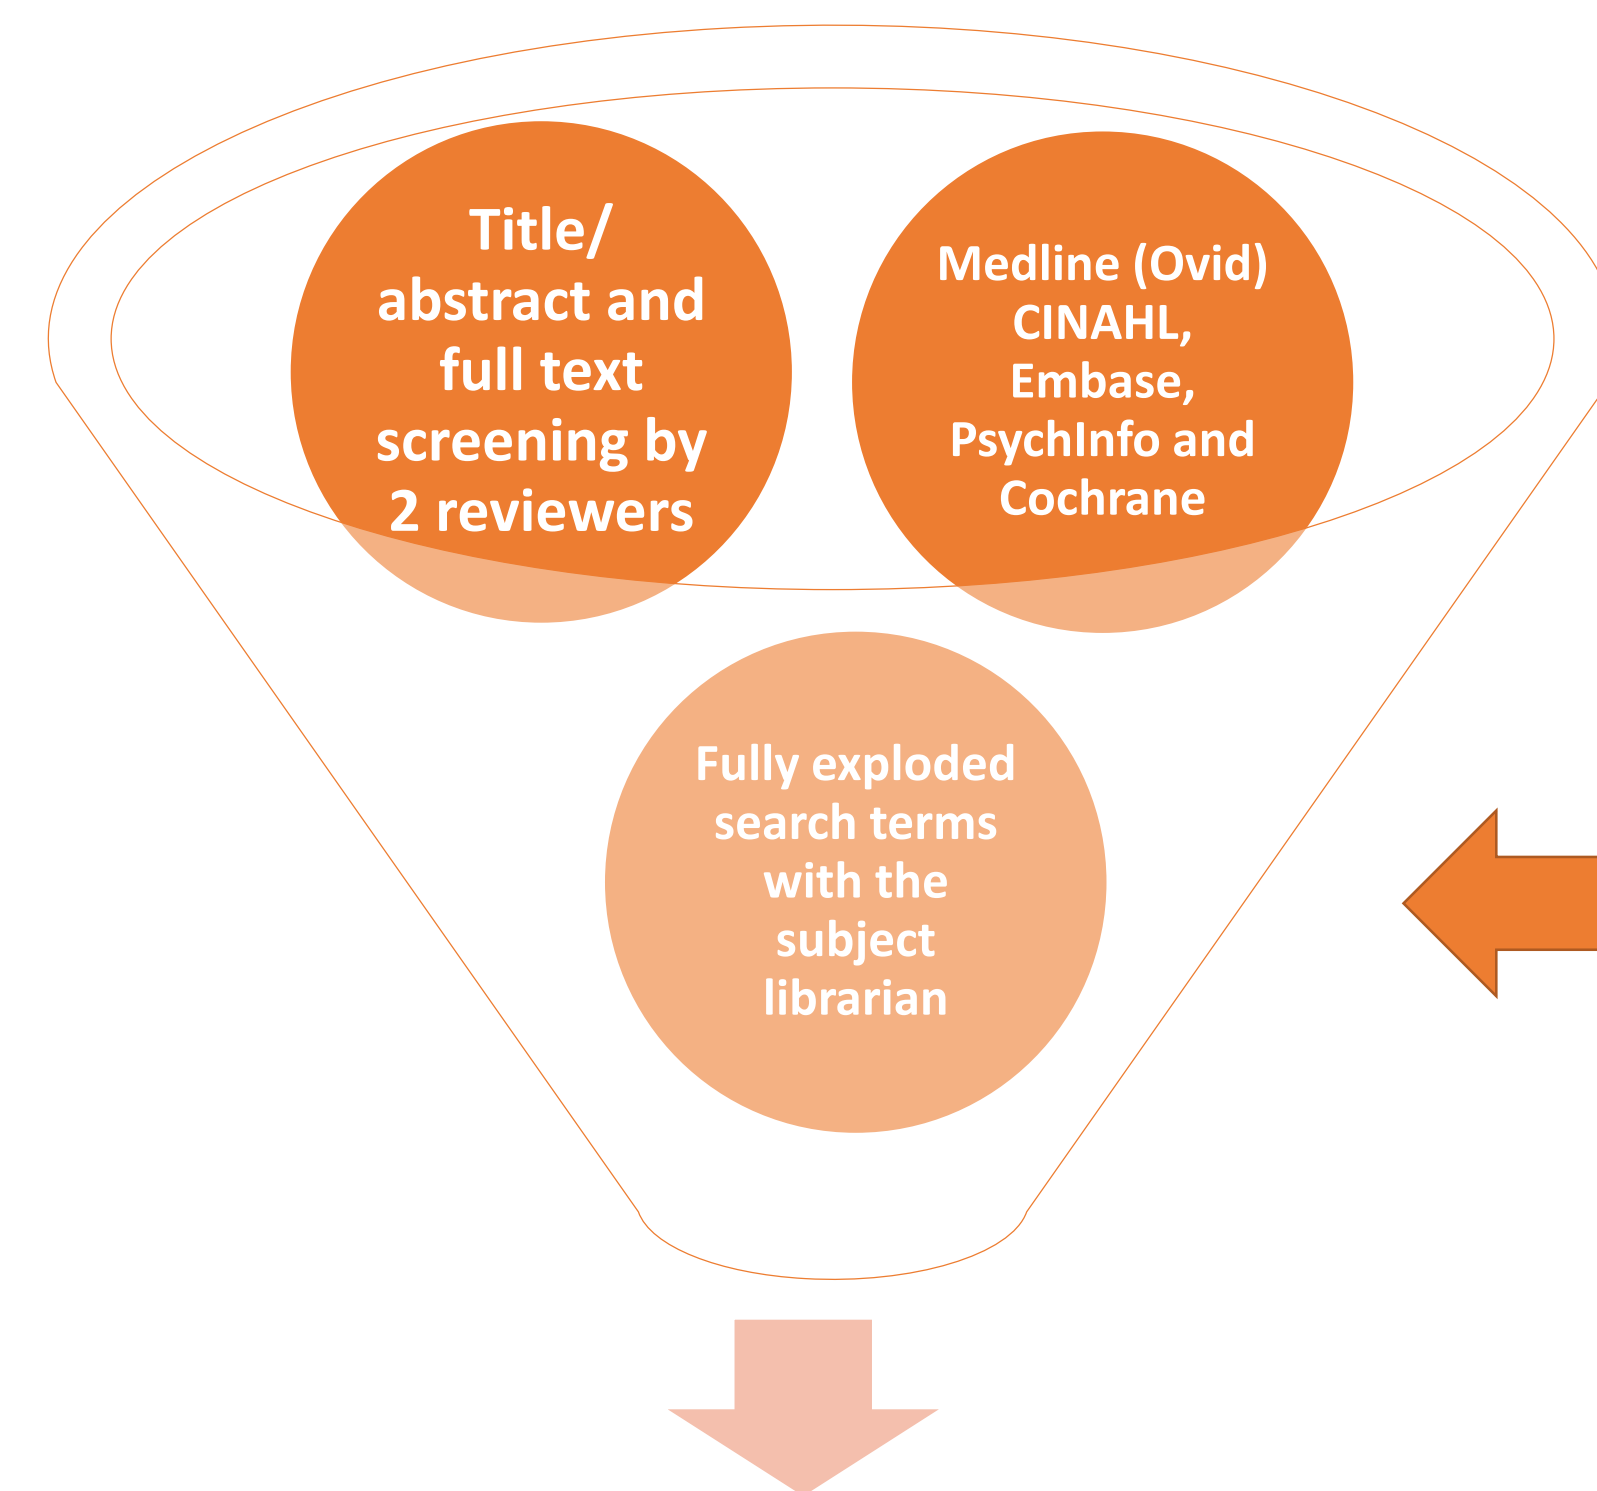 Title/
abstract and
full text
screening by
2 reviewers
Medline (Ovid)
CINAHL,
Embase,
PsychInfo and
Cochrane
Fully exploded
search terms
with the
subject
librarian